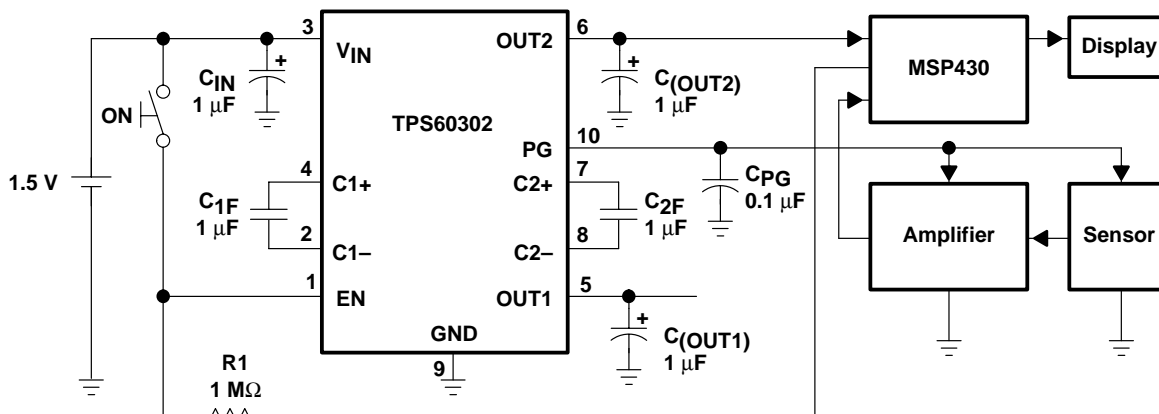 3
VIN
OUT2
6
CIN
1 μF
+
+
C(OUT2)
1 μF
MSP430
Display
ON
TPS60302
PG
10
1.5 V
4
C1+
C2+
7
C1F
1 μF
C2F
1 μF
CPG
0.1 μF
Amplifier
Sensor
2
C1–
C2–
8
1
EN
OUT1
5
+
C(OUT1)
1 μF
GND
9
R1
1 MΩ